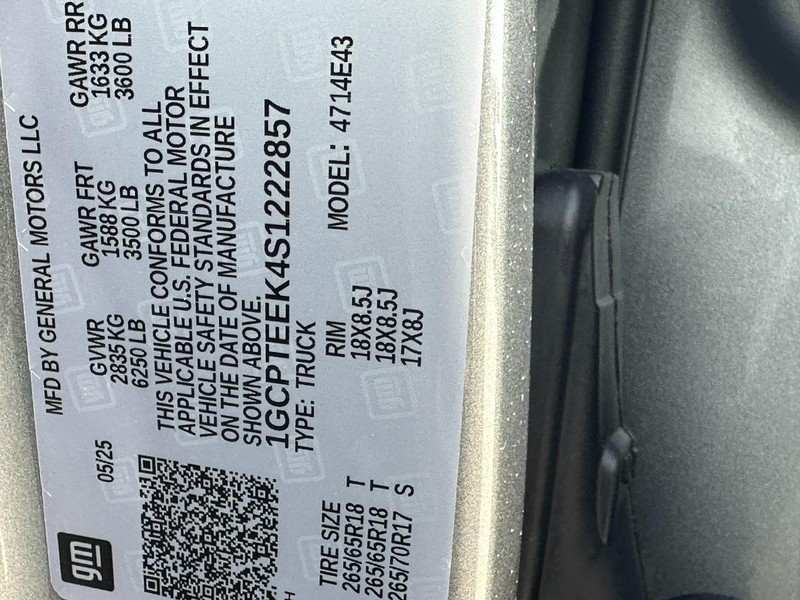 gm
05/25
MFD BY GENERAL MOTORS LLC
GVWR GAWR FRT GAWR RR
2835 KG 1588 KG 1633 KG
6250 LB 3500 LB 3600 LB
THIS VEHICLE CONFORMS TO ALL
APPLICABLE U.S. FEDERAL MOTOR
VEHICLE SAFETY STANDARDS IN EFFECT
ON THE DATE OF MANUFACTURE
SHOWN ABOVE.
1GCPTEEK4S1222857
TYPE: TRUCK MODEL: 4714E43
TIRE SIZE RIM
265/65R18 T 18X8.5J
265/65R18 T 18X8.5J
265/70R17 S 17X8J